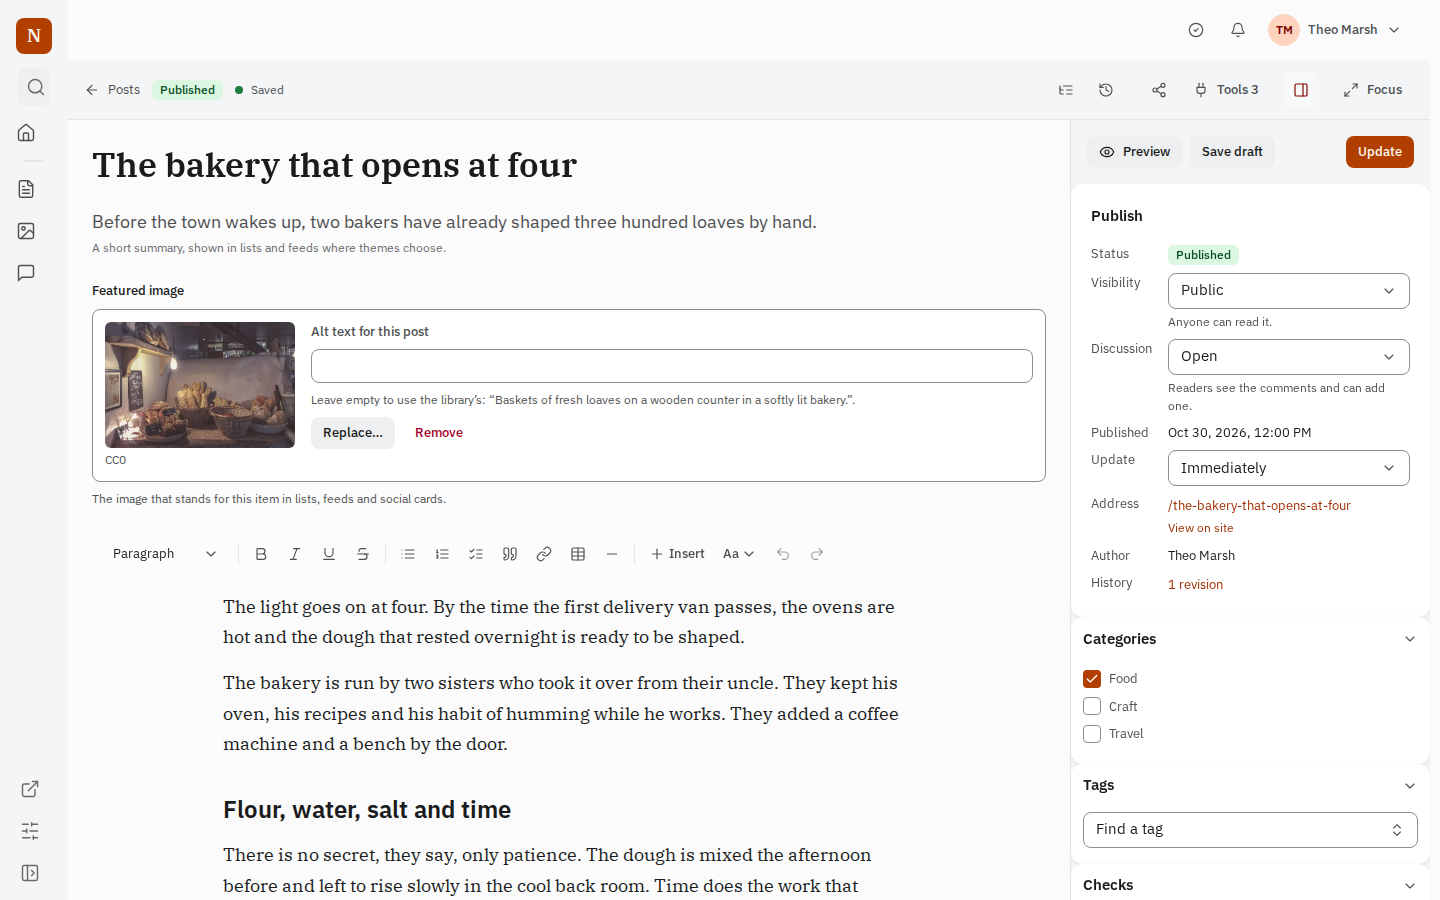 N
TM Theo Marsh
Posts Published Saved
Tools 3 Focus
The bakery that opens at four
Before the town wakes up, two bakers have already shaped three hundred loaves by hand.
A short summary, shown in lists and feeds where themes choose.
Featured image
Alt text for this post
Leave empty to use the library’s: “Baskets of fresh loaves on a wooden counter in a softly lit bakery.”.
Replace... Remove
CC0
The image that stands for this item in lists, feeds and social cards.
Paragraph Insert Aa
The light goes on at four. By the time the first delivery van passes, the ovens are
hot and the dough that rested overnight is ready to be shaped.
The bakery is run by two sisters who took it over from their uncle. They kept his
oven, his recipes and his habit of humming while he works. They added a coffee
machine and a bench by the door.
Flour, water, salt and time
There is no secret, they say, only patience. The dough is mixed the afternoon
before and left to rise slowly in the cool back room. Time does the work that
Preview Save draft Update
Publish
Status Published
Visibility Public
Anyone can read it.
Discussion Open
Readers see the comments and can add
one.
Published Oct 30, 2026, 12:00 PM
Update Immediately
Address /the-bakery-that-opens-at-four
View on site
Author Theo Marsh
History 1 revision
Categories
Food
Craft
Travel
Tags
Find a tag
Checks